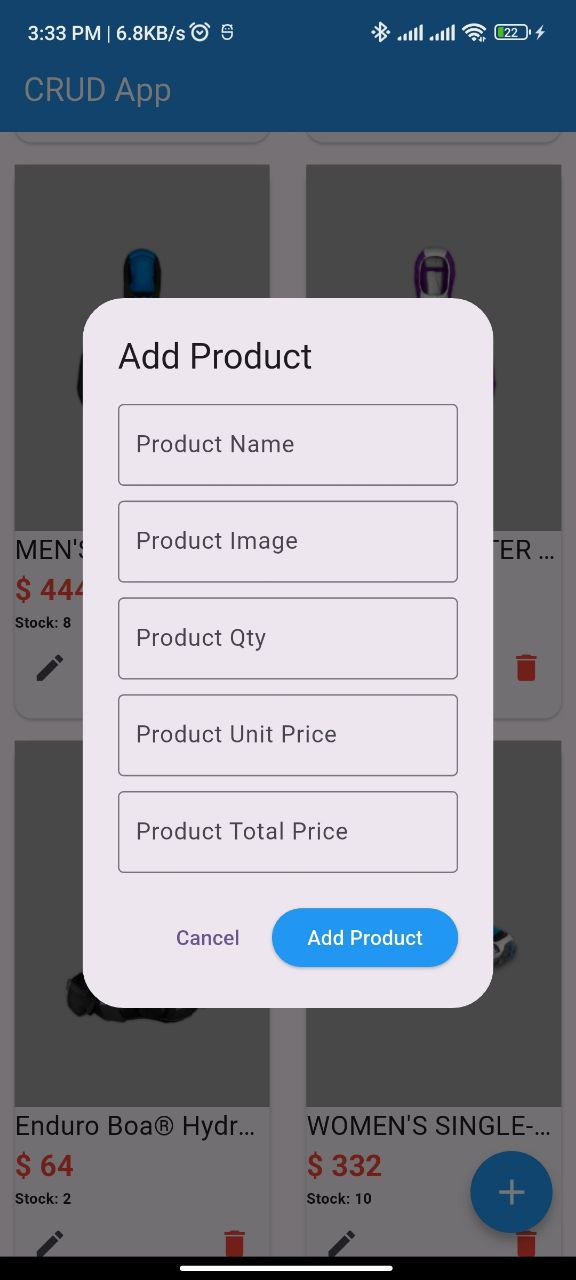 3:33 PM | 6.8KB/s
22
CRUD App
Add Product
Product Name
Product Image
MEN'S
TER ...
$ 444
Stock: 8
Product Qty
Product Unit Price
Product Total Price
Cancel
Add Product
Enduro Boa® Hydr...
WOMEN'S SINGLE-...
$ 64
$ 332
Stock: 2
Stock: 10